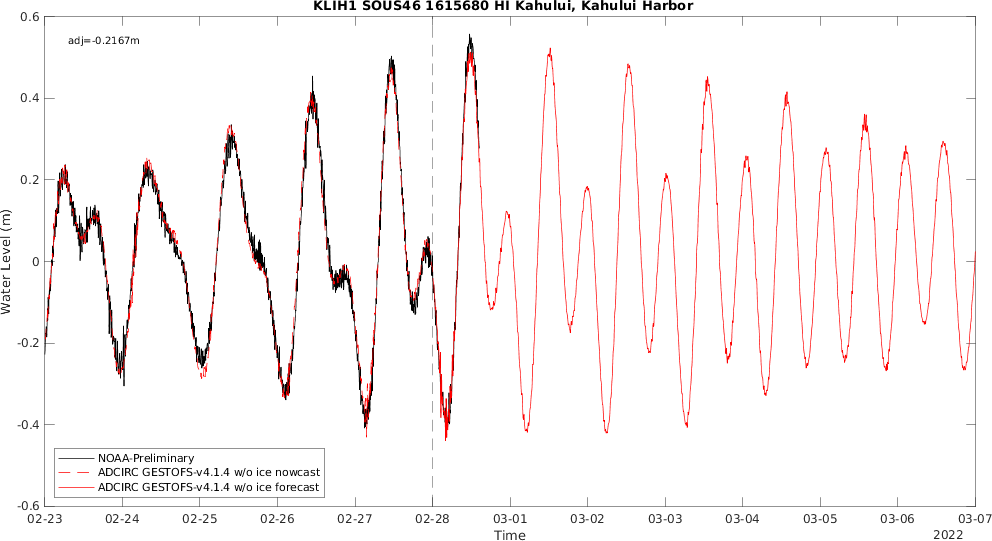 KLIH1 SOUS46 1615680 HI Kahului, Kahului Harbor
adj=-0.2167m
0.6
0.4
0.2
0
-0.2
-0.4
-0.6
Water Level (m)
NOAA-Preliminary
ADCIRC GESTOFS-v4.1.4 w/o ice nowcast
ADCIRC GESTOFS-v4.1.4 w/o ice forecast
02-23 02-24 02-25 02-26 02-27 02-28 03-01 03-02 03-03 03-04 03-05 03-06 03-07
Time
2022